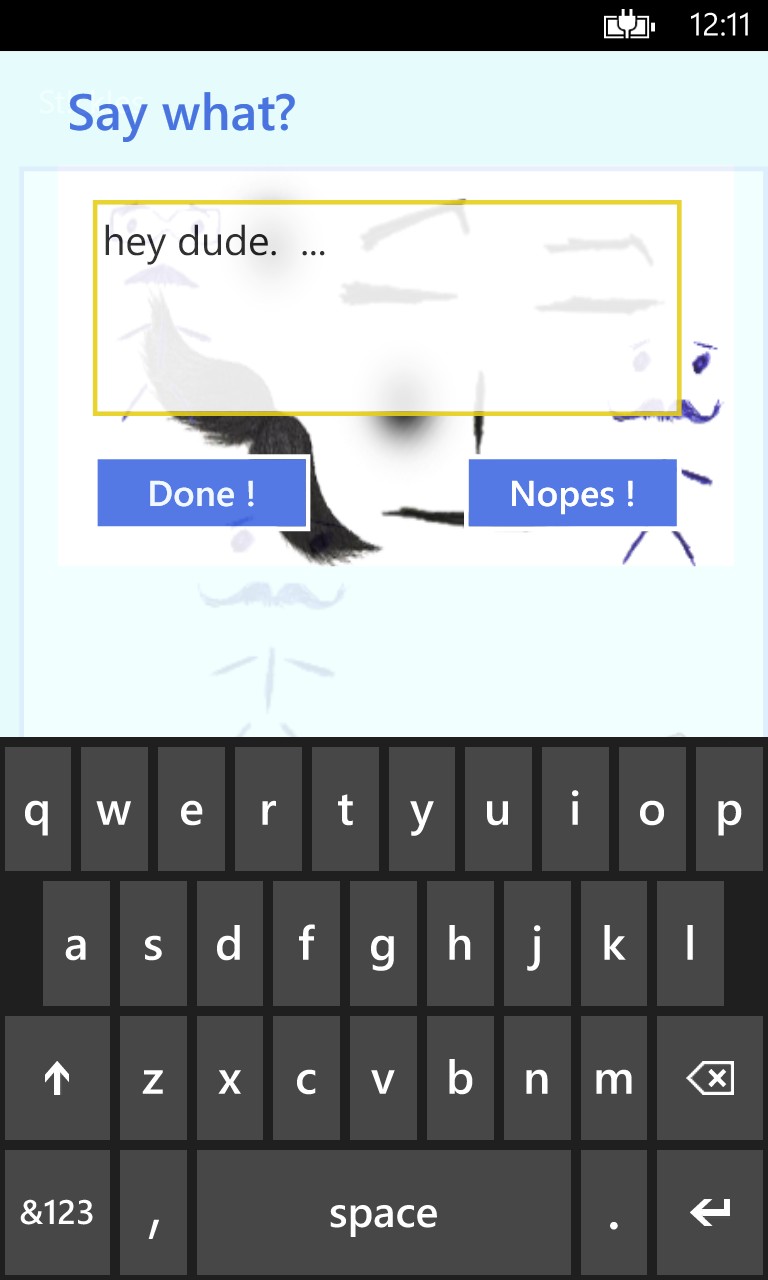 12:11
Say what?
hey dude.  ...
Done !
Nopes !
q w e r t y u i o p
a s d f g h j k l
z x c v b n m
&123 , space .